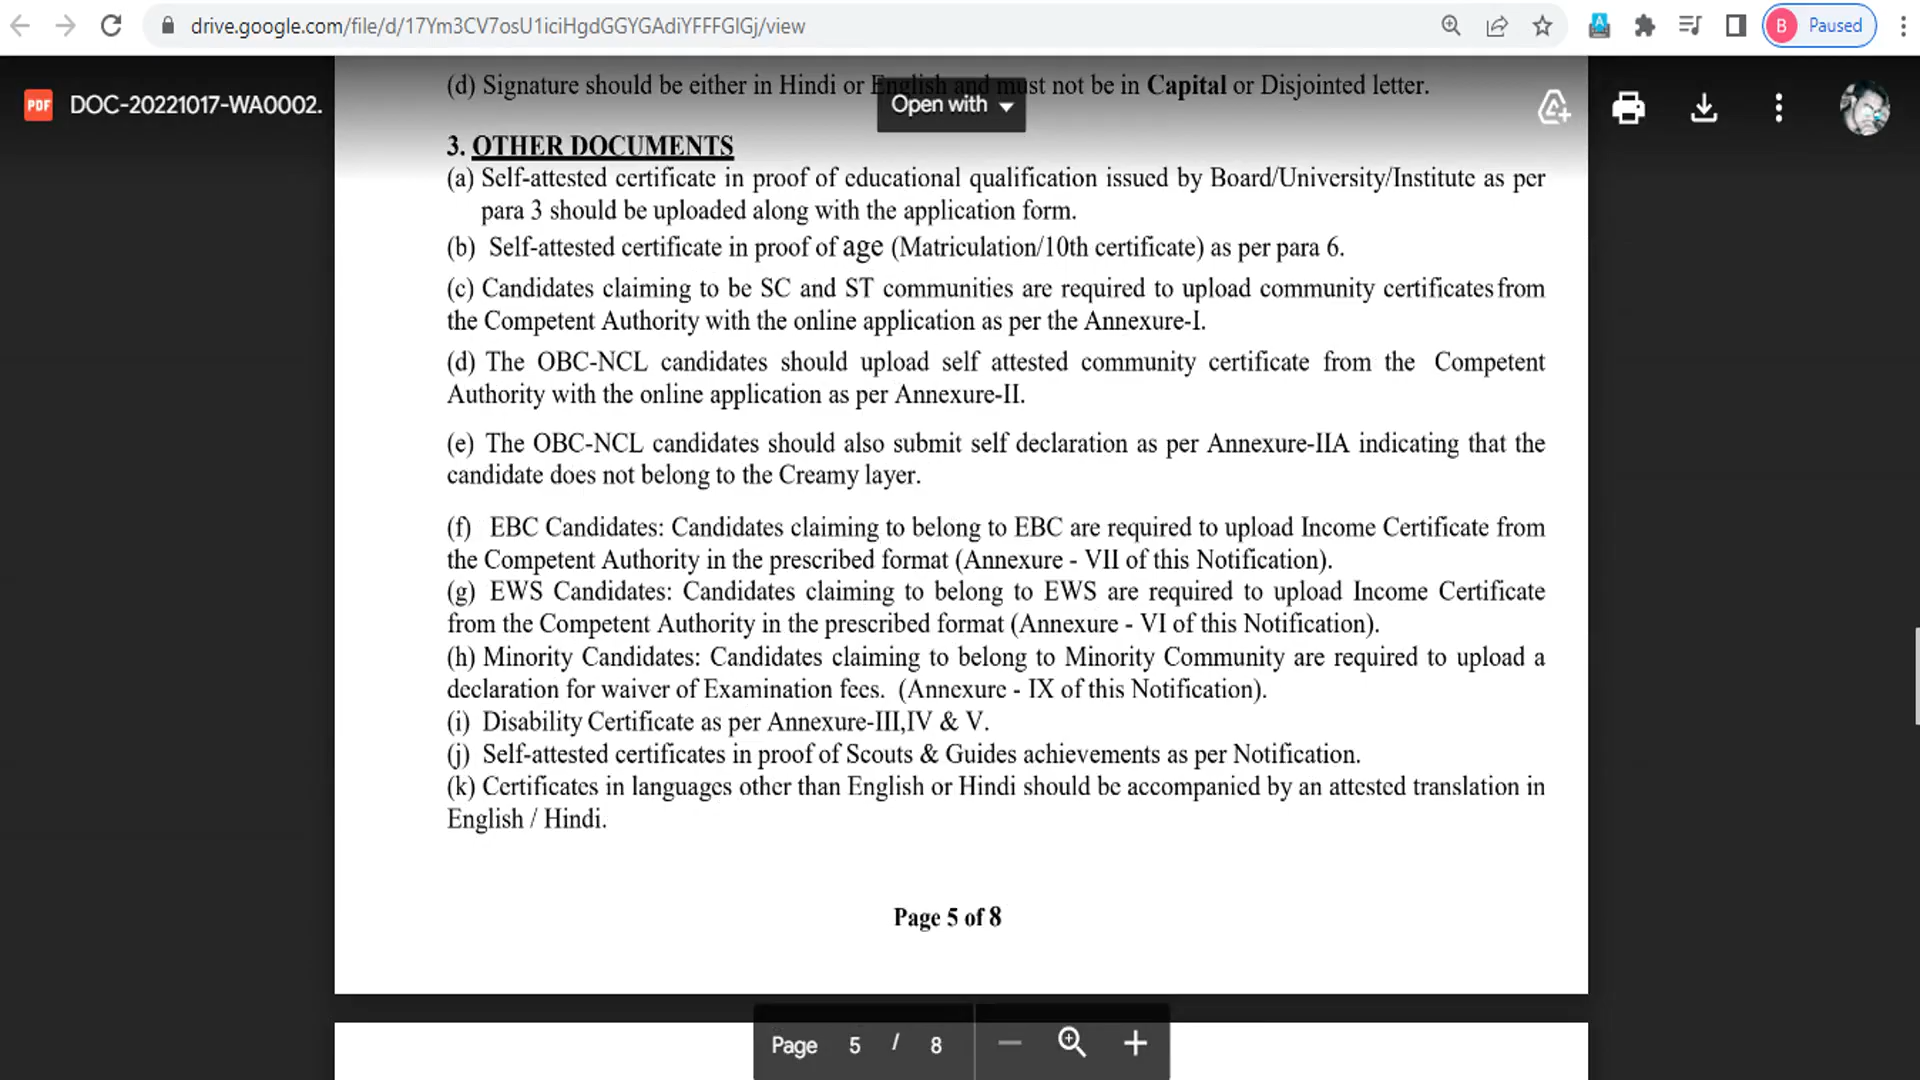 drive.google.com/file/d/17Ym3CV7osU1iciHgdGGYGAdiYFFFGlGj/view
B Paused
(d) Signature should be either in Hindi or English and must not be in Capital or Disjointed letter.
PDF DOC-20221017-WA0002.
Open with
3. OTHER DOCUMENTS
(a) Self-attested certificate in proof of educational qualification issued by Board/University/Institute as per
para 3 should be uploaded along with the application form.
(b) Self-attested certificate in proof of age (Matriculation/10th certificate) as per para 6.
(c) Candidates claiming to be SC and ST communities are required to upload community certificates from
the Competent Authority with the online application as per the Annexure-I.
(d) The OBC-NCL candidates should upload self attested community certificate from the Competent
Authority with the online application as per Annexure-II.
(e) The OBC-NCL candidates should also submit self declaration as per Annexure-IIA indicating that the
candidate does not belong to the Creamy layer.
(f) EBC Candidates: Candidates claiming to belong to EBC are required to upload Income Certificate from
the Competent Authority in the prescribed format (Annexure - VII of this Notification).
(g) EWS Candidates: Candidates claiming to belong to EWS are required to upload Income Certificate
from the Competent Authority in the prescribed format (Annexure - VI of this Notification).
(h) Minority Candidates: Candidates claiming to belong to Minority Community are required to upload a
declaration for waiver of Examination fees. (Annexure - IX of this Notification).
(i) Disability Certificate as per Annexure-III,IV & V.
(j) Self-attested certificates in proof of Scouts & Guides achievements as per Notification.
(k) Certificates in languages other than English or Hindi should be accompanied by an attested translation in
English / Hindi.
Page 5 of 8
Page 5 / 8